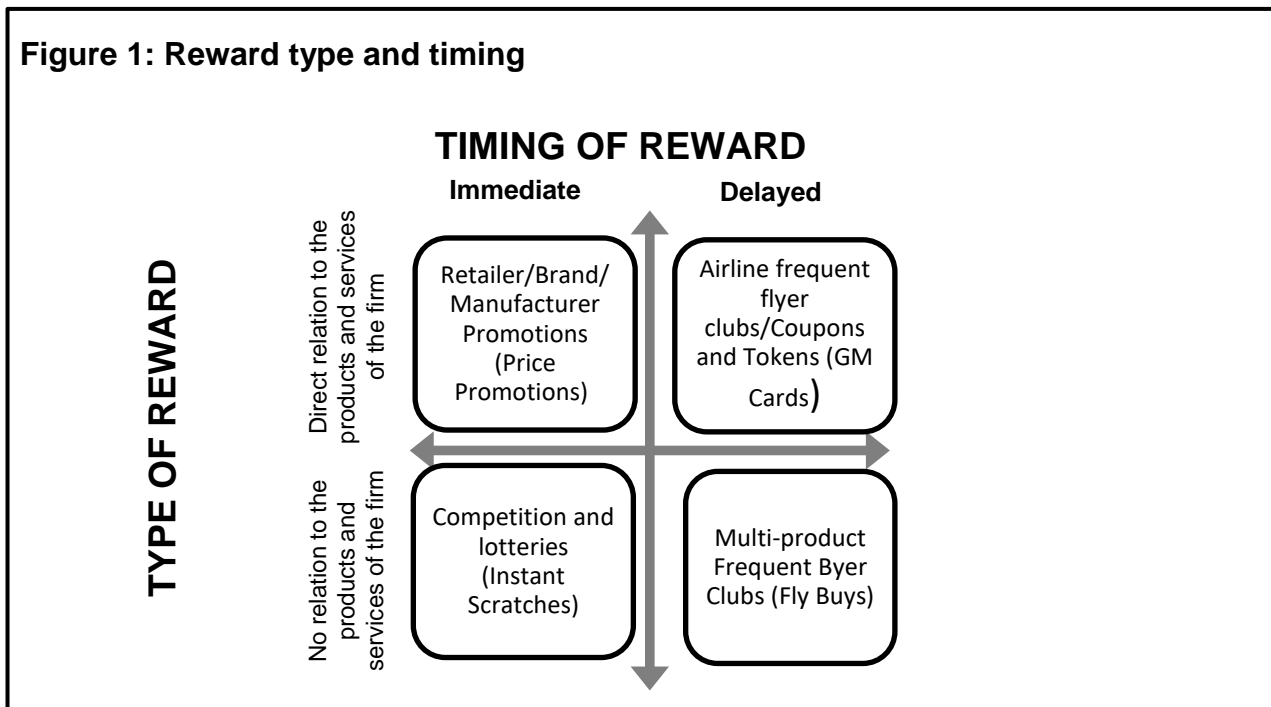 Figure 1: Reward type and timing
TIMING OF REWARD
Immediate
Delayed
TYPE OF REWARD
Direct relation to the
products and services
of the firm
Retailer/Brand/
Manufacturer
Promotions
(Price
Promotions)
Airline frequent
flyer
clubs/Coupons
and Tokens (GM
Cards)
No relation to the
products and
services of the firm
Competition and
lotteries
(Instant
Scratches)
Multi-product
Frequent Byer
Clubs (Fly Buys)